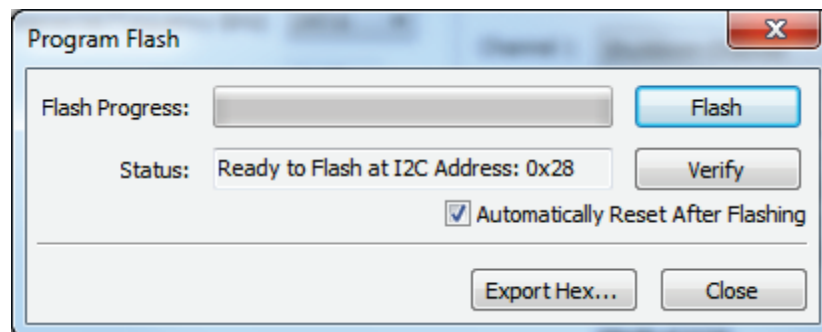 Program Flash
Flash Progress:
Flash
Status:
Ready to Flash at I2C Address: 0x28
Verify
Automatically Reset After Flashing
Export Hex...
Close